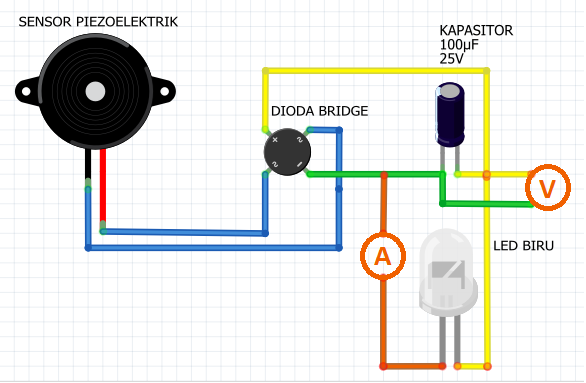 SENSOR PIEZOELEKTRIK
KAPASITOR
100µF
25V
DIODA BRIDGE
+
~
~
-
V
A
LED BIRU